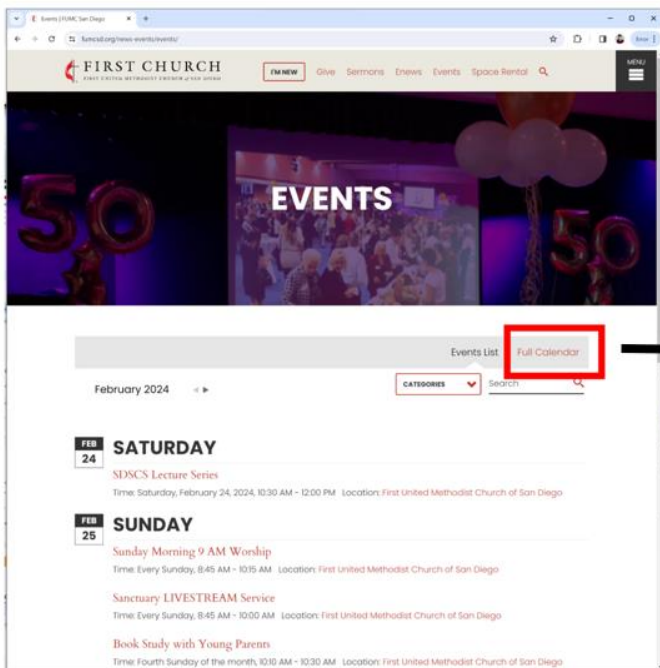 Events | FUMC San Diego
fumcsd.org/news-events/events/
Error
FIRST CHURCH
FIRST UNITED METHODIST CHURCH of SAN DIEGO
I'M NEW Give Sermons Enews Events Space Rental
MENU
50
50
EVENTS
Events List Full Calendar
February 2024
CATEGORIES Search
FEB
24
SATURDAY
SDSCS Lecture Series
Time: Saturday, February 24, 2024, 10:30 AM - 12:00 PM Location: First United Methodist Church of San Diego
FEB
25
SUNDAY
Sunday Morning 9 AM Worship
Time: Every Sunday, 8:45 AM - 10:15 AM Location: First United Methodist Church of San Diego
Sanctuary LIVESTREAM Service
Time: Every Sunday, 8:45 AM - 10:00 AM Location: First United Methodist Church of San Diego
Book Study with Young Parents
Time: Fourth Sunday of the month, 10:10 AM - 10:30 AM Location: First United Methodist Church of San Diego